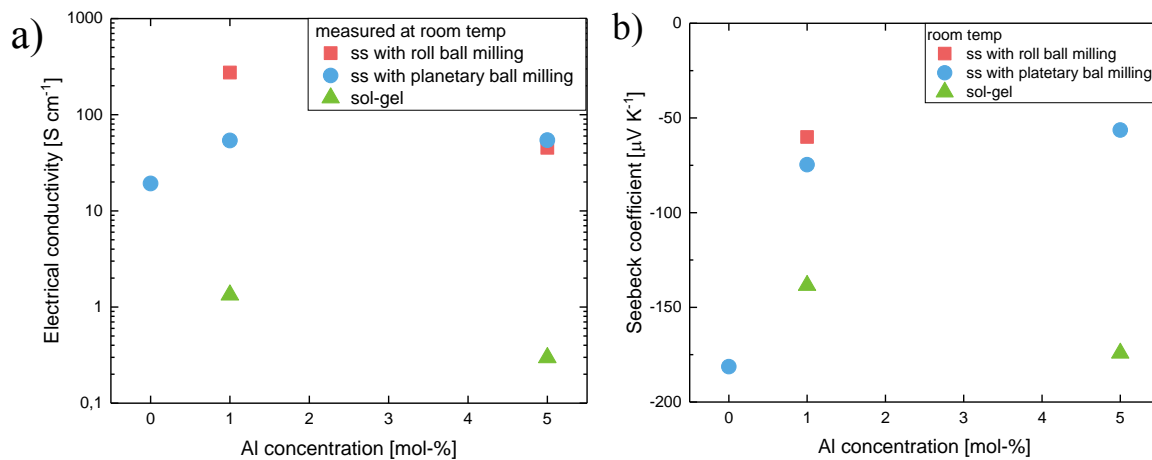 a)
Electrical conductivity [S cm⁻¹]
1000
100
10
1
0,1
measured at room temp
ss with roll ball milling
ss with planetary ball milling
sol-gel
0 1 2 3 4 5
Al concentration [mol-%]
b)
Seebeck coefficient [μV K⁻¹]
0
-50
-100
-150
-200
room temp
ss with roll ball milling
ss with platetary bal milling
sol-gel
0 1 2 3 4 5
Al concentration [mol-%]